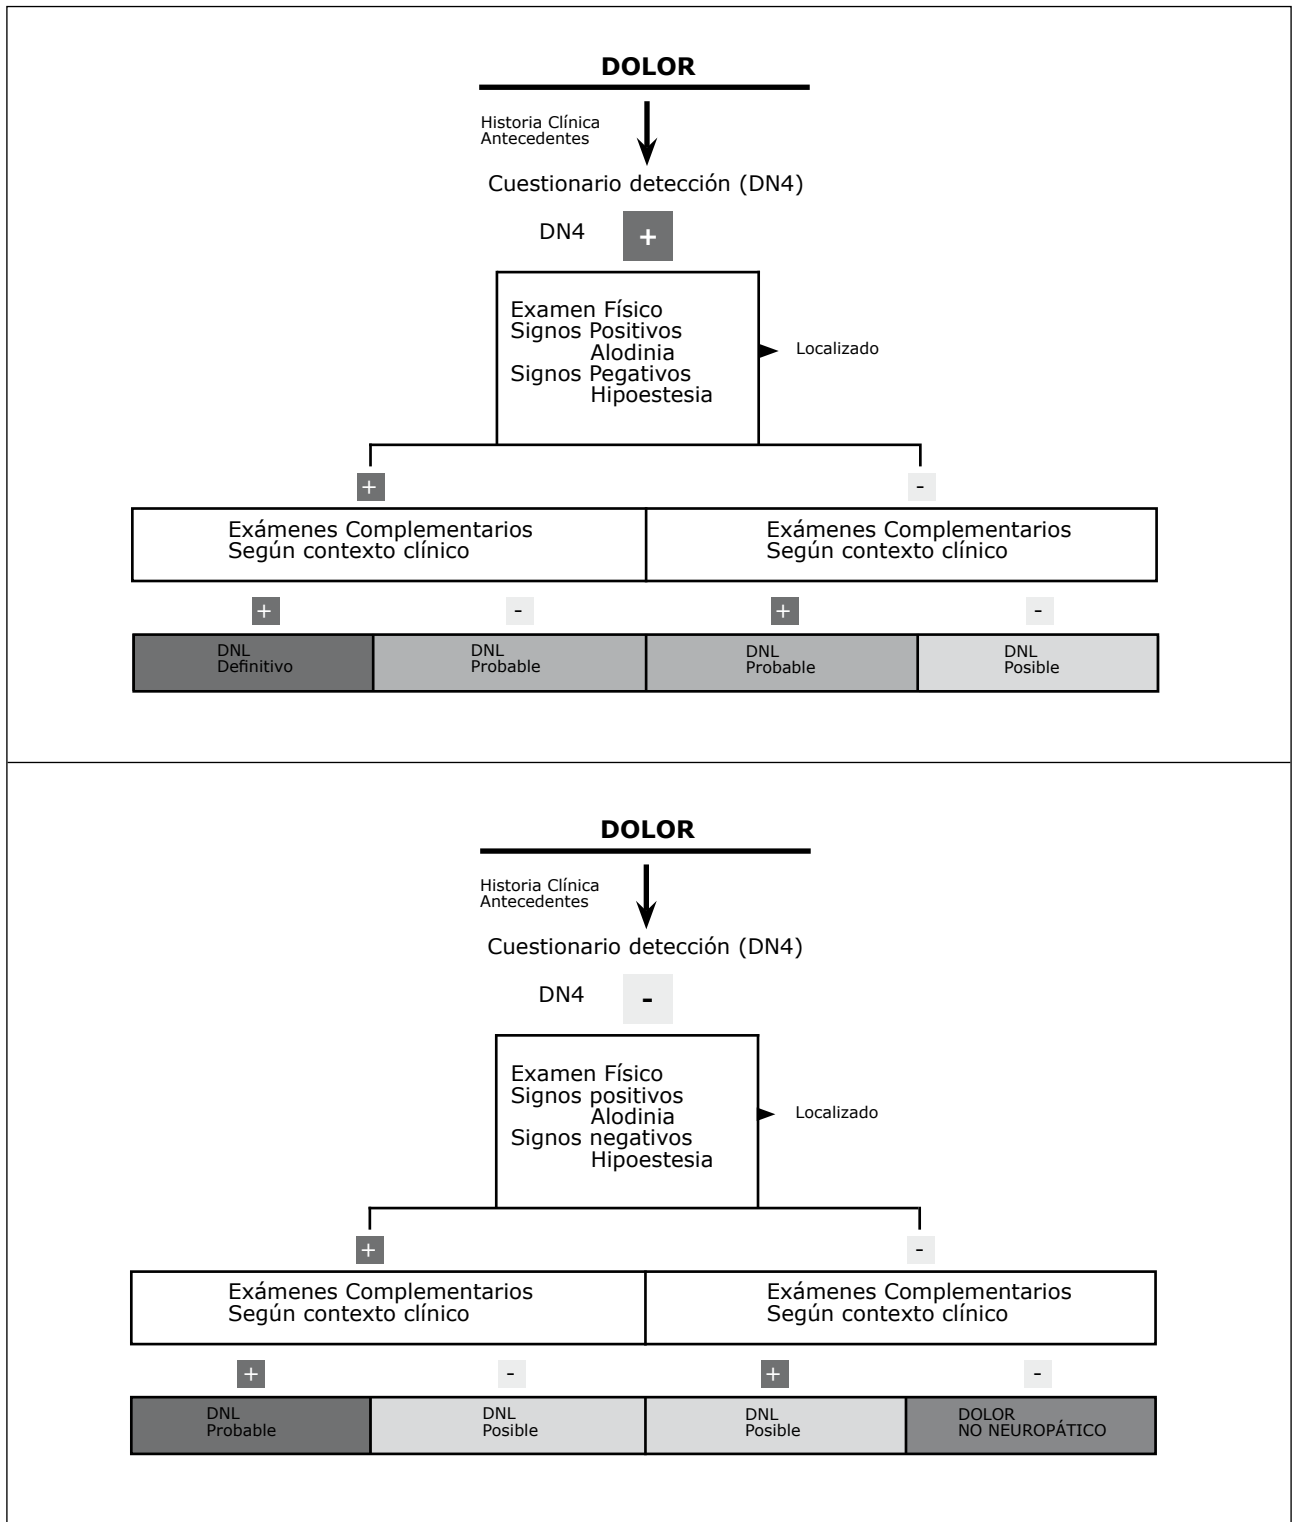 DOLOR
Historia Clínica
Antecedentes
Cuestionario detección (DN4)
DN4
+
Examen Físico
Signos Positivos
Alodinia
Signos Pegativos
Hipoestesia
Localizado
+
-
Exámenes Complementarios
Según contexto clínico
Exámenes Complementarios
Según contexto clínico
+
-
+
-
DNL
Definitivo
DNL
Probable
DNL
Probable
DNL
Posible
DOLOR
Historia Clínica
Antecedentes
Cuestionario detección (DN4)
DN4
-
Examen Físico
Signos positivos
Alodinia
Signos negativos
Hipoestesia
Localizado
+
-
Exámenes Complementarios
Según contexto clínico
Exámenes Complementarios
Según contexto clínico
+
-
+
-
DNL
Probable
DNL
Posible
DNL
Posible
DOLOR
NO NEUROPÁTICO